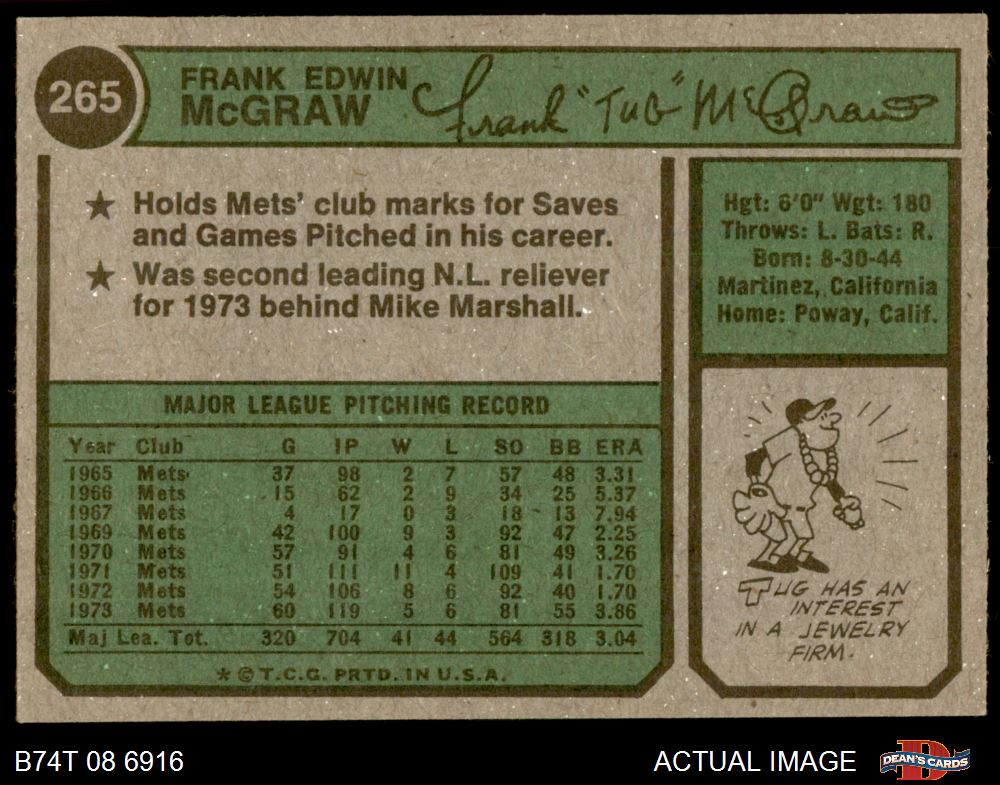 265
FRANK EDWIN
McGRAW
Frank "Tug" McGraw
★ Holds Mets' club marks for Saves
and Games Pitched in his career.
★ Was second leading N.L. reliever
for 1973 behind Mike Marshall.
Hgt: 6'0" Wgt: 180
Throws: L. Bats: R.
Born: 8-30-44
Martinez, California
Home: Poway, Calif.
MAJOR LEAGUE PITCHING RECORD
Year Club G IP W L SO BB ERA
1965 Mets 37 98 2 7 57 48 3.31
1966 Mets 15 62 2 9 34 25 5.37
1967 Mets 4 17 0 3 18 13 7.94
1969 Mets 42 100 9 3 92 47 2.25
1970 Mets 57 91 4 6 81 49 3.26
1971 Mets 51 111 11 4 109 41 1.70
1972 Mets 54 106 8 6 92 40 1.70
1973 Mets 60 119 5 6 81 55 3.86
Maj Lea. Tot. 320 704 41 44 564 318 3.04
* © T.C.G. PRTD. IN U.S.A.
TUG HAS AN
INTEREST
IN A JEWELRY
FIRM.
B74T 08 6916
ACTUAL IMAGE
D
DEAN'S CARDS